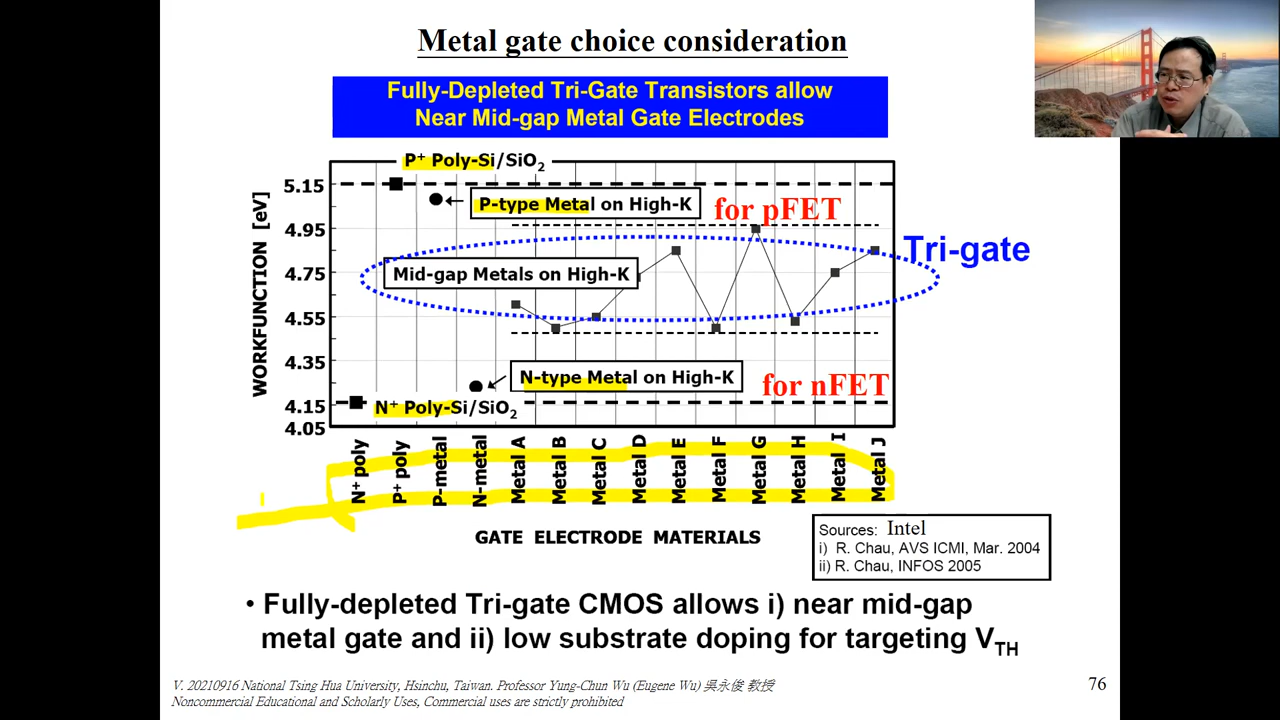 Metal gate choice consideration
Fully-Depleted Tri-Gate Transistors allow
Near Mid-gap Metal Gate Electrodes
P+ Poly-Si/SiO2
5.15
P-type Metal on High-K
for pFET
4.95
Tri-gate
Mid-gap Metals on High-K
4.75
4.55
WORKFUNCTION [eV]
4.35
N-type Metal on High-K
for nFET
4.15
N+ Poly-Si/SiO2
4.05
N+ poly
P+ poly
P-metal
N-metal
Metal A
Metal B
Metal C
Metal D
Metal E
Metal F
Metal G
Metal H
Metal I
Metal J
GATE ELECTRODE MATERIALS
Sources: Intel
i) R. Chau, AVS ICMI, Mar. 2004
ii) R. Chau, INFOS 2005
• Fully-depleted Tri-gate CMOS allows i) near mid-gap
metal gate and ii) low substrate doping for targeting VTH
V. 20210916 National Tsing Hua University, Hsinchu, Taiwan. Professor Yung-Chun Wu (Eugene Wu) 吳永俊 教授
Noncommercial Educational and Scholarly Uses, Commercial uses are strictly prohibited
76